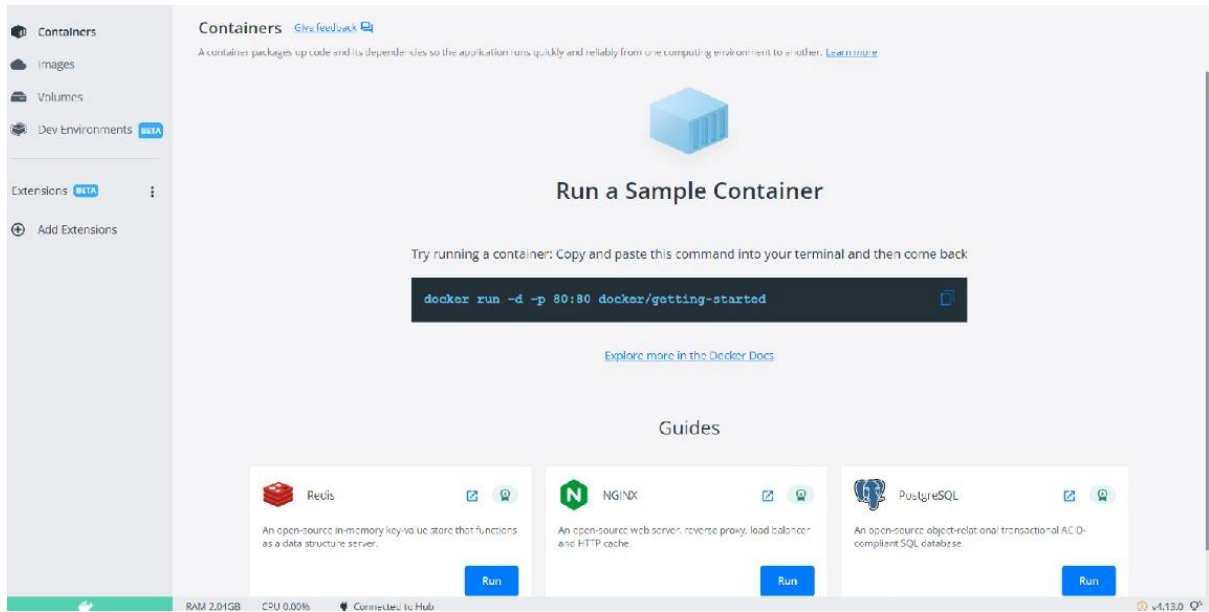 Containers
Images
Volumes
Dev Environments BETA
Extensions BETA
Add Extensions
Containers Give feedback
A container packages up code and its dependencies so the application runs quickly and reliably from one computing environment to another. Learn more
Run a Sample Container
Try running a container: Copy and paste this command into your terminal and then come back
docker run -d -p 80:80 docker/getting-started
Explore more in the Docker Docs
Guides
Redis
An open-source in-memory key-value store that functions
as a data structure server.
Run
NGINX
An open-source web server, reverse proxy, load balancer
and HTTP cache
Run
PostgreSQL
An open-source object-relational transactional ACID-
compliant SQL database.
Run
RAM 2.01GB CPU 0.00% Connected to Hub
v4.13.0